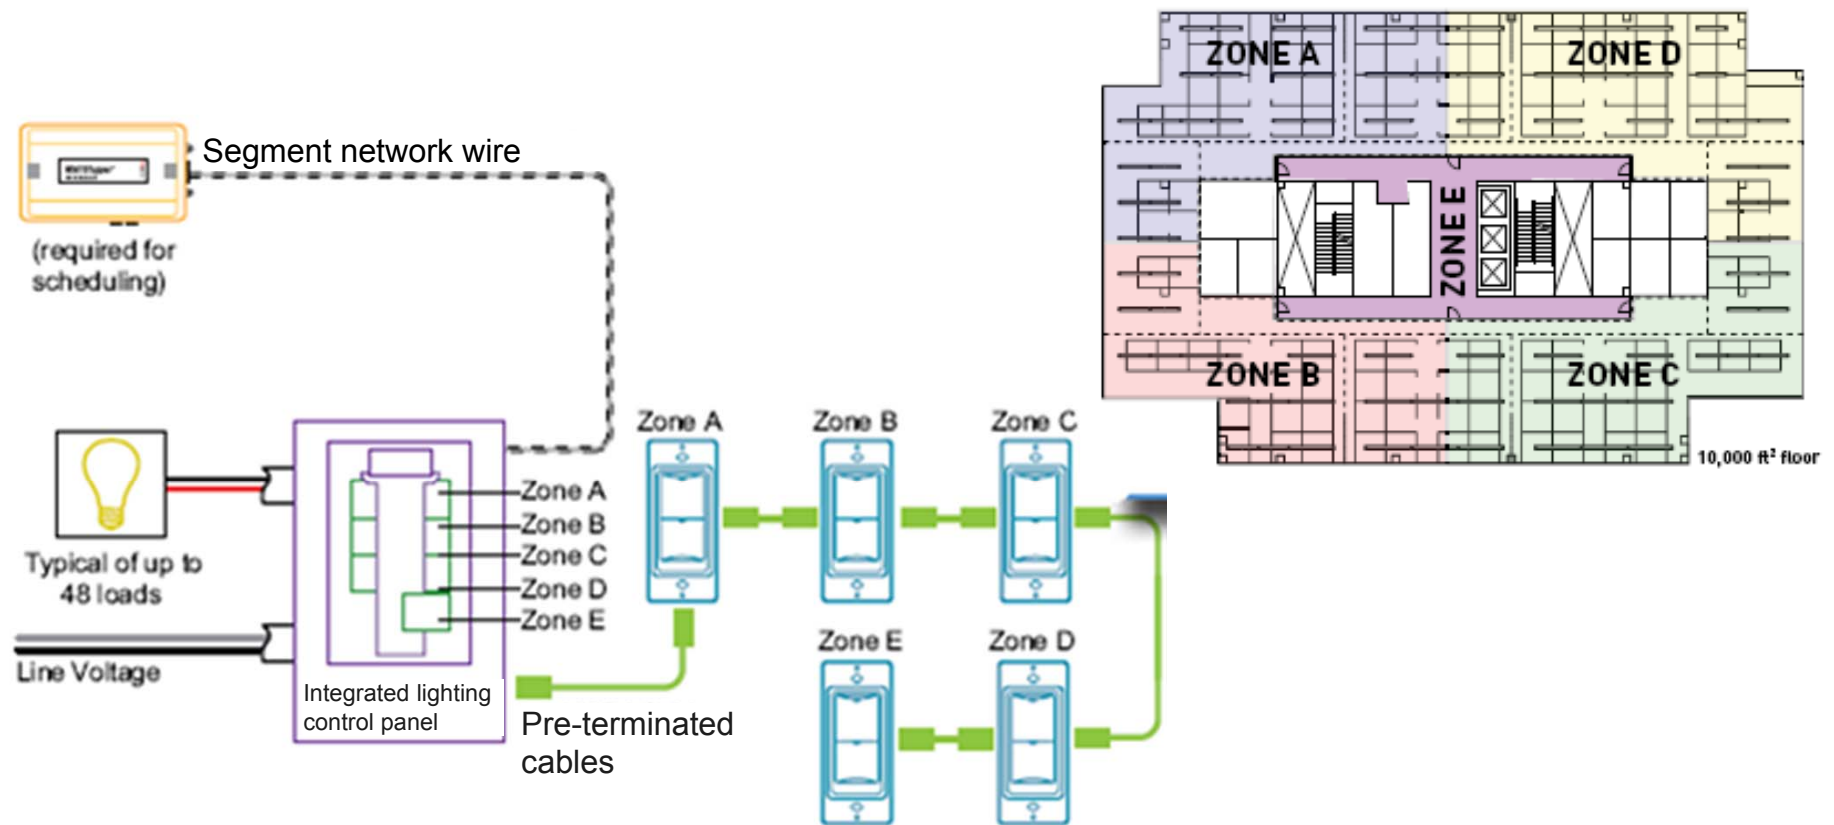 Segment network wire
(required for
scheduling)
Typical of up to
48 loads
Line Voltage
Zone A
Zone B
Zone C
Zone D
Zone E
Integrated lighting
control panel
Pre-terminated
cables
Zone A
Zone B
Zone C
Zone E
Zone D
ZONE A
ZONE D
ZONE E
ZONE B
ZONE C
10,000 ft² floor